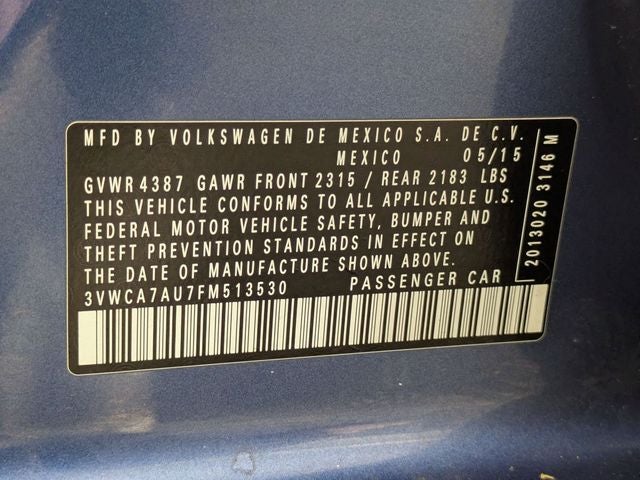 MFD BY VOLKSWAGEN DE MEXICO S.A. DE C.V.
MEXICO 05/15
GVWR 4387 GAWR FRONT 2315 / REAR 2183 LBS
THIS VEHICLE CONFORMS TO ALL APPLICABLE U.S.
FEDERAL MOTOR VEHICLE SAFETY, BUMPER AND
THEFT PREVENTION STANDARDS IN EFFECT ON
THE DATE OF MANUFACTURE SHOWN ABOVE.
3VWCA7AU7FM513530 PASSENGER CAR
2013020 3146 M